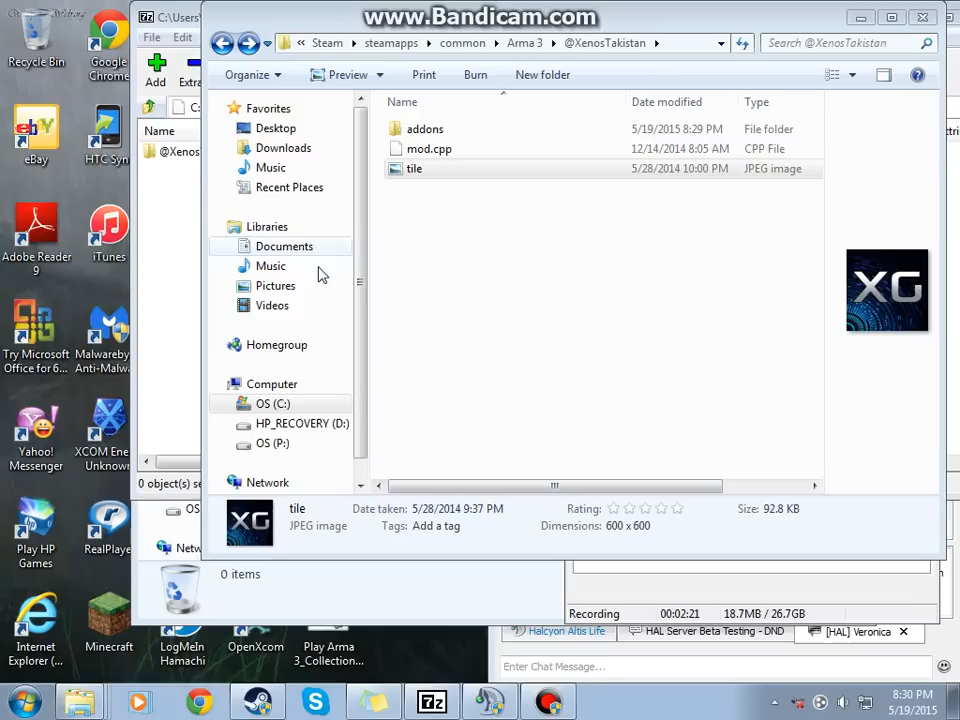 www.Bandicam.com
C:\Users\
File Edit
Add Extra
C:
Name
@Xenos
0 object(s) se
Steam steamapps common Arma 3 @XenosTakistan
Search @XenosTakistan
Organize Preview Print Burn New folder
Name Date modified Type
addons 5/19/2015 8:29 PM File folder
mod.cpp 12/14/2014 8:05 AM CPP File
tile 5/28/2014 10:00 PM JPEG image
Favorites
Desktop
Downloads
Music
Recent Places
Libraries
Documents
Music
Pictures
Videos
Homegroup
Computer
OS (C:)
HP_RECOVERY (D:)
OS (P:)
Network
XG
XG
tile
JPEG image
Date taken: 5/28/2014 9:37 PM
Tags: Add a tag
Rating:
Dimensions: 600 x 600
Size: 92.8 KB
OS
Netw
0 items
Recording 00:02:21 18.7MB / 26.7GB
Halcyon Altis Life HAL Server Beta Testing - DND [HAL] Veronica
Enter Chat Message...
Recycle Bin
Google Chrome
eBay
HTC Syn
Adobe Reader 9
iTunes
Try Microsoft Office for 6...
Malwareby Anti-Malwa
Yahoo! Messenger
XCOM Ene Unknow
Play HP Games
RealPlaye
Internet Explorer (...
Minecraft
LogMeIn Hamachi
OpenXcom
Play Arma 3_Collection...
7z
8:30 PM
5/19/2015